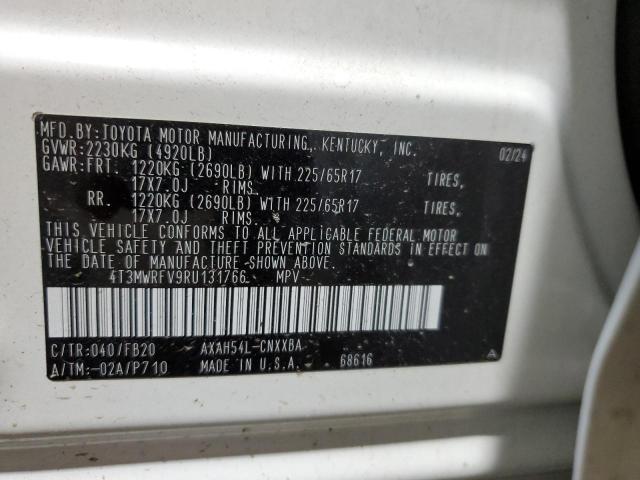 MFD.BY:TOYOTA MOTOR MANUFACTURING, KENTUCKY, INC.
GVWR:2230KG (4920LB) 02/24
GAWR:FRT. 1220KG (2690LB) WITH 225/65R17 TIRES,
17X7.0J RIMS,
RR. 1220KG (2690LB) WITH 225/65R17 TIRES,
17X7.0J RIMS,
THIS VEHICLE CONFORMS TO ALL APPLICABLE FEDERAL MOTOR
VEHICLE SAFETY AND THEFT PREVENTION STANDARDS IN EFFECT ON
THE DATE OF MANUFACTURE SHOWN ABOVE.
4T3MWRFV9RU131766 MPV
C/TR:040/FB20 AXAH54L-CNXXBA
A/TM:-02A/P710 MADE IN U.S.A. 68616